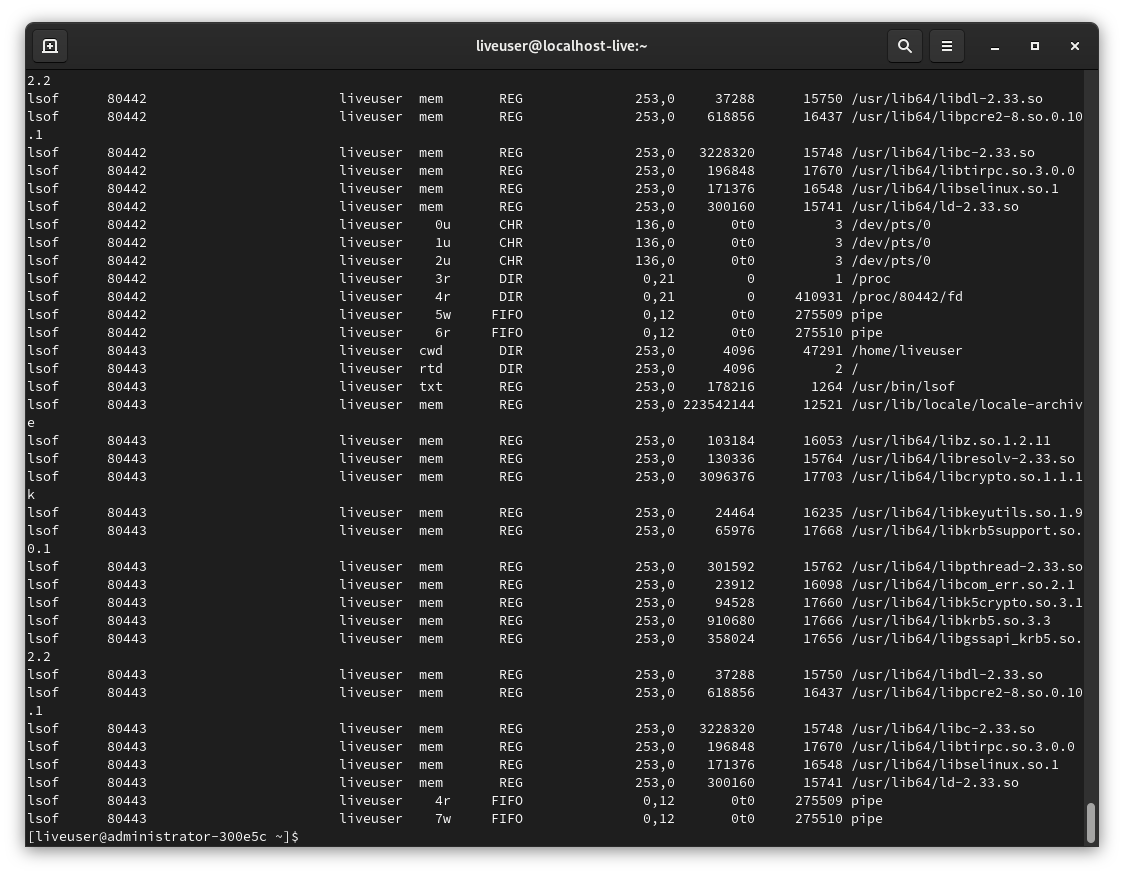 liveuser@localhost-live:~
2.2
lsof      80442                        liveuser  mem       REG              253,0     37288      15750 /usr/lib64/libdl-2.33.so
lsof      80442                        liveuser  mem       REG              253,0    618856      16437 /usr/lib64/libpcre2-8.so.0.10
.1
lsof      80442                        liveuser  mem       REG              253,0   3228320      15748 /usr/lib64/libc-2.33.so
lsof      80442                        liveuser  mem       REG              253,0    196848      17670 /usr/lib64/libtirpc.so.3.0.0
lsof      80442                        liveuser  mem       REG              253,0    171376      16548 /usr/lib64/libselinux.so.1
lsof      80442                        liveuser  mem       REG              253,0    300160      15741 /usr/lib64/ld-2.33.so
lsof      80442                        liveuser    0u      CHR              136,0       0t0          3 /dev/pts/0
lsof      80442                        liveuser    1u      CHR              136,0       0t0          3 /dev/pts/0
lsof      80442                        liveuser    2u      CHR              136,0       0t0          3 /dev/pts/0
lsof      80442                        liveuser    3r      DIR               0,21         0          1 /proc
lsof      80442                        liveuser    4r      DIR               0,21         0     410931 /proc/80442/fd
lsof      80442                        liveuser    5w     FIFO               0,12       0t0     275509 pipe
lsof      80442                        liveuser    6r     FIFO               0,12       0t0     275510 pipe
lsof      80443                        liveuser  cwd       DIR              253,0      4096      47291 /home/liveuser
lsof      80443                        liveuser  rtd       DIR              253,0      4096          2 /
lsof      80443                        liveuser  txt       REG              253,0    178216       1264 /usr/bin/lsof
lsof      80443                        liveuser  mem       REG              253,0 223542144      12521 /usr/lib/locale/locale-archiv
e
lsof      80443                        liveuser  mem       REG              253,0    103184      16053 /usr/lib64/libz.so.1.2.11
lsof      80443                        liveuser  mem       REG              253,0    130336      15764 /usr/lib64/libresolv-2.33.so
lsof      80443                        liveuser  mem       REG              253,0   3096376      17703 /usr/lib64/libcrypto.so.1.1.1
k
lsof      80443                        liveuser  mem       REG              253,0     24464      16235 /usr/lib64/libkeyutils.so.1.9
lsof      80443                        liveuser  mem       REG              253,0     65976      17668 /usr/lib64/libkrb5support.so.
0.1
lsof      80443                        liveuser  mem       REG              253,0    301592      15762 /usr/lib64/libpthread-2.33.so
lsof      80443                        liveuser  mem       REG              253,0     23912      16098 /usr/lib64/libcom_err.so.2.1
lsof      80443                        liveuser  mem       REG              253,0     94528      17660 /usr/lib64/libk5crypto.so.3.1
lsof      80443                        liveuser  mem       REG              253,0    910680      17666 /usr/lib64/libkrb5.so.3.3
lsof      80443                        liveuser  mem       REG              253,0    358024      17656 /usr/lib64/libgssapi_krb5.so.
2.2
lsof      80443                        liveuser  mem       REG              253,0     37288      15750 /usr/lib64/libdl-2.33.so
lsof      80443                        liveuser  mem       REG              253,0    618856      16437 /usr/lib64/libpcre2-8.so.0.10
.1
lsof      80443                        liveuser  mem       REG              253,0   3228320      15748 /usr/lib64/libc-2.33.so
lsof      80443                        liveuser  mem       REG              253,0    196848      17670 /usr/lib64/libtirpc.so.3.0.0
lsof      80443                        liveuser  mem       REG              253,0    171376      16548 /usr/lib64/libselinux.so.1
lsof      80443                        liveuser  mem       REG              253,0    300160      15741 /usr/lib64/ld-2.33.so
lsof      80443                        liveuser    4r     FIFO               0,12       0t0     275509 pipe
lsof      80443                        liveuser    7w     FIFO               0,12       0t0     275510 pipe
[liveuser@administrator-300e5c ~]$